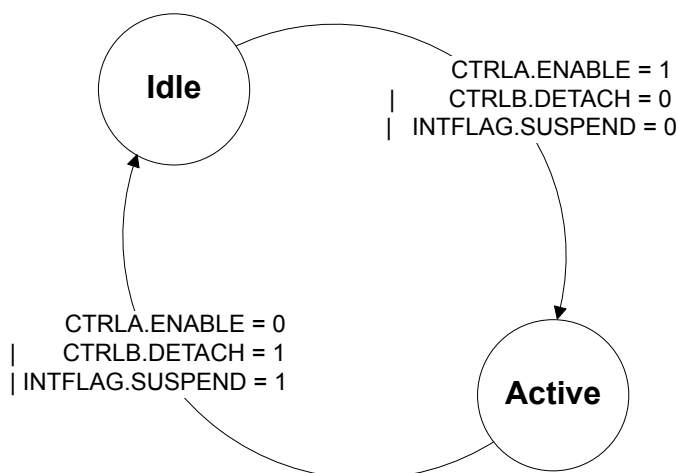 Idle
CTRLA.ENABLE = 1
| CTRLB.DETACH = 0
| INTFLAG.SUSPEND = 0
CTRLA.ENABLE = 0
| CTRLB.DETACH = 1
| INTFLAG.SUSPEND = 1
Active